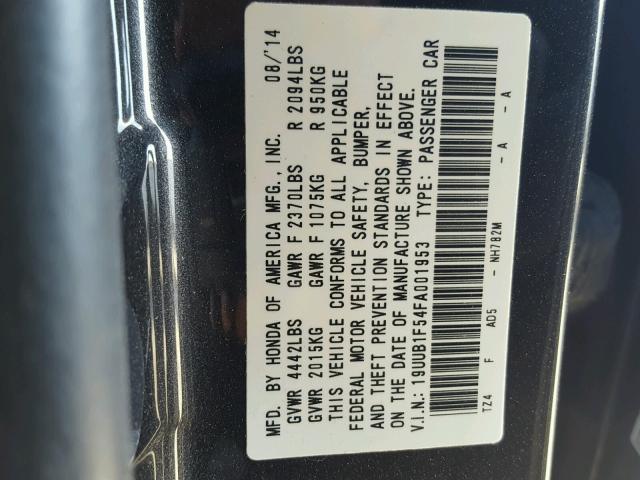 MFD. BY HONDA OF AMERICA MFG., INC. 08/'14
GVWR 4442LBS GAWR F 2370LBS R 2094LBS
GVWR 2015KG GAWR F 1075KG R 950KG
THIS VEHICLE CONFORMS TO ALL APPLICABLE
FEDERAL MOTOR VEHICLE SAFETY, BUMPER,
AND THEFT PREVENTION STANDARDS IN EFFECT
ON THE DATE OF MANUFACTURE SHOWN ABOVE.
V.I.N.: 19UUB1F54FA001953 TYPE: PASSENGER CAR
TZ4 F AD5 - NH782M - A - A